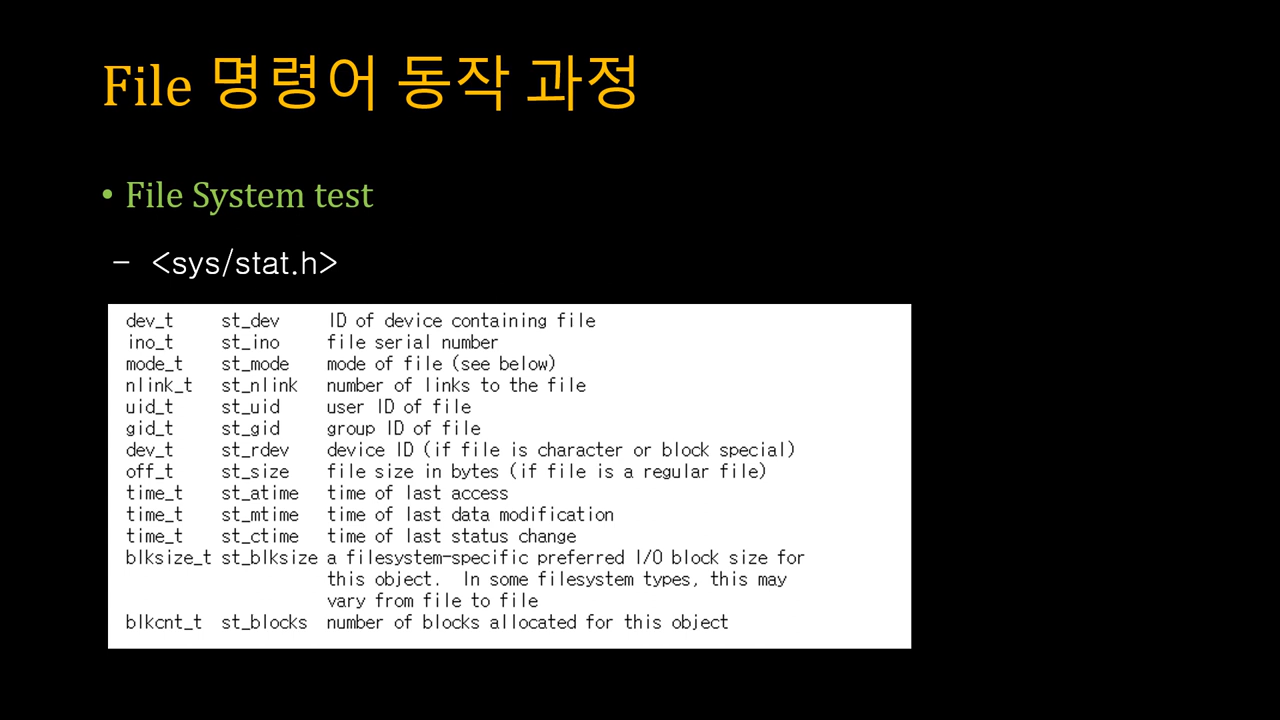 File 명령어 동작 과정
• File System test
– <sys/stat.h>
dev_t st_dev ID of device containing file
ino_t st_ino file serial number
mode_t st_mode mode of file (see below)
nlink_t st_nlink number of links to the file
uid_t st_uid user ID of file
gid_t st_gid group ID of file
dev_t st_rdev device ID (if file is character or block special)
off_t st_size file size in bytes (if file is a regular file)
time_t st_atime time of last access
time_t st_mtime time of last data modification
time_t st_ctime time of last status change
blksize_t st_blksize a filesystem-specific preferred I/O block size for
this object. In some filesystem types, this may
vary from file to file
blkcnt_t st_blocks number of blocks allocated for this object